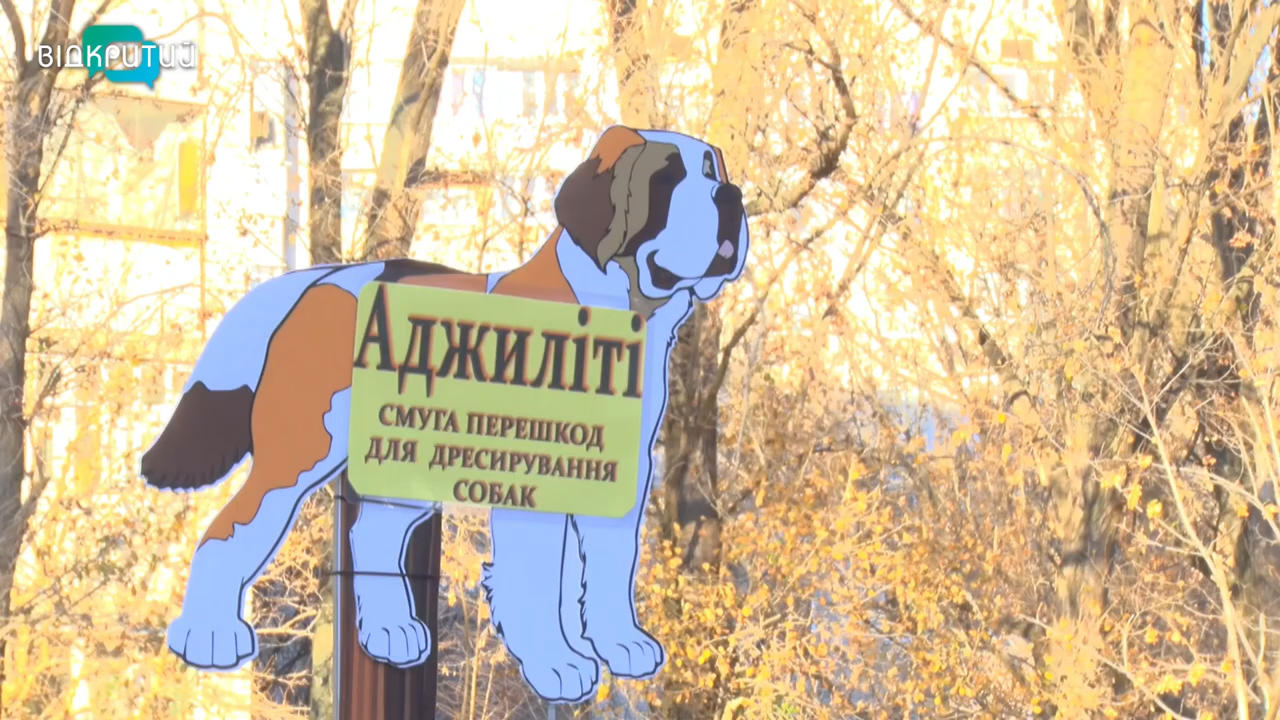 ВІДКРИТИЙ
Аджиліті
СМУГА ПЕРЕШКОД
ДЛЯ ДРЕСИРУВАННЯ
СОБАК